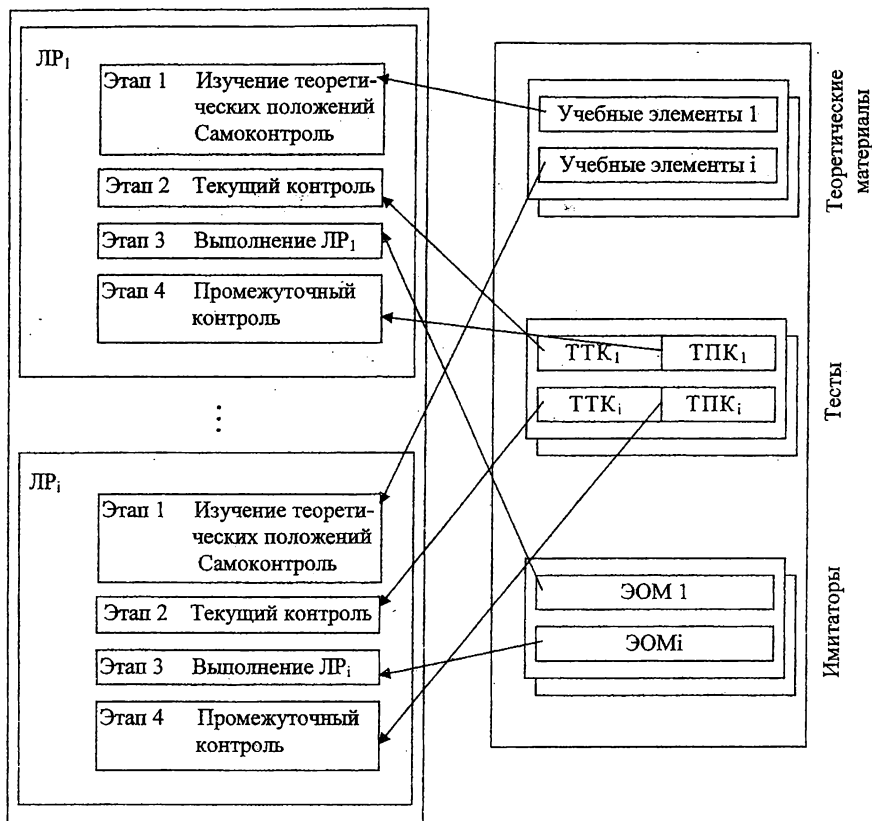 ЛР₁
Этап 1 Изучение теорети-
ческих положений
Самоконтроль
Этап 2 Текущий контроль
Этап 3 Выполнение ЛР₁
Этап 4 Промежуточный
контроль
...
ЛРᵢ
Этап 1 Изучение теорети-
ческих положений
Самоконтроль
Этап 2 Текущий контроль
Этап 3 Выполнение ЛРᵢ
Этап 4 Промежуточный
контроль
Учебные элементы 1
Учебные элементы i
Теоретические
материалы
ТТК₁ ТПК₁
ТТКᵢ ТПКᵢ
Тесты
ЭОМ 1
ЭОМi
Имитаторы